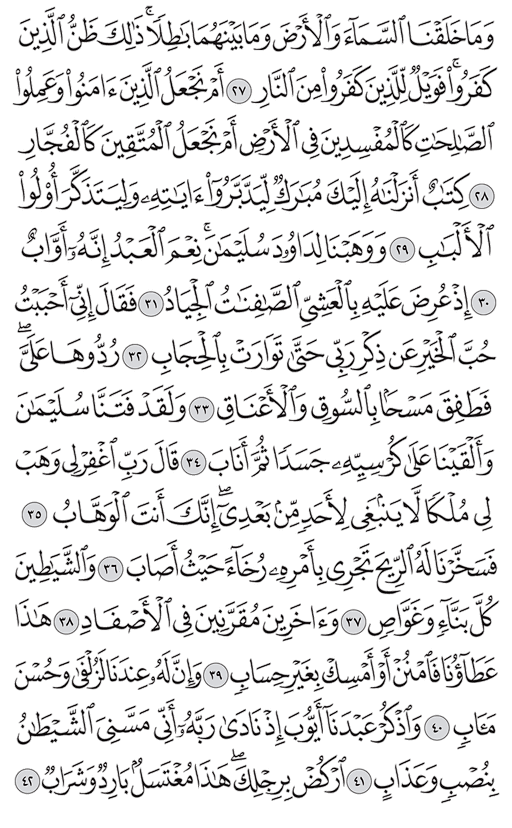 وَمَا خَلَقْنَا ٱلسَّمَآءَ وَٱلْأَرْضَ وَمَا بَيْنَهُمَا بَٰطِلًا ۚ ذَٰلِكَ ظَنُّ ٱلَّذِينَ
كَفَرُوا۟ ۚ فَوَيْلٌ لِّلَّذِينَ كَفَرُوا۟ مِنَ ٱلنَّارِ ٢٧ أَمْ نَجْعَلُ ٱلَّذِينَ ءَامَنُوا۟ وَعَمِلُوا۟
ٱلصَّٰلِحَٰتِ كَٱلْمُفْسِدِينَ فِى ٱلْأَرْضِ أَمْ نَجْعَلُ ٱلْمُتَّقِينَ كَٱلْفُجَّارِ
٢٨ كِتَٰبٌ أَنزَلْنَٰهُ إِلَيْكَ مُبَٰرَكٌ لِّيَدَّبَّرُوٓا۟ ءَايَٰتِهِۦ وَلِيَتَذَكَّرَ أُو۟لُوا۟
ٱلْأَلْبَٰبِ ٢٩ وَوَهَبْنَا لِدَاوُۥدَ سُلَيْمَٰنَ ۚ نِعْمَ ٱلْعَبْدُ ۖ إِنَّهُۥٓ أَوَّابٌ
٣٠ إِذْ عُرِضَ عَلَيْهِ بِٱلْعَشِىِّ ٱلصَّٰفِنَٰتُ ٱلْجِيَادُ ٣١ فَقَالَ إِنِّىٓ أَحْبَبْتُ
حُبَّ ٱلْخَيْرِ عَن ذِكْرِ رَبِّى حَتَّىٰ تَوَارَتْ بِٱلْحِجَابِ ٣٢ رُدُّوهَا عَلَىَّ ۖ
فَطَفِقَ مَسْحًۢا بِٱلسُّوقِ وَٱلْأَعْنَاقِ ٣٣ وَلَقَدْ فَتَنَّا سُلَيْمَٰنَ
وَأَلْقَيْنَا عَلَىٰ كُرْسِيِّهِۦ جَسَدًا ثُمَّ أَنَابَ ٣٤ قَالَ رَبِّ ٱغْفِرْ لِى وَهَبْ
لِى مُلْكًا لَّا يَنۢبَغِى لِأَحَدٍ مِّنۢ بَعْدِىٓ ۖ إِنَّكَ أَنتَ ٱلْوَهَّابُ ٣٥
فَسَخَّرْنَا لَهُ ٱلرِّيحَ تَجْرِى بِأَمْرِهِۦ رُخَآءً حَيْثُ أَصَابَ ٣٦ وَٱلشَّيَٰطِينَ
كُلَّ بَنَّآءٍ وَغَوَّاصٍ ٣٧ وَءَاخَرِينَ مُقَرَّنِينَ فِى ٱلْأَصْفَادِ ٣٨ هَٰذَا
عَطَآؤُنَا فَٱمْنُنْ أَوْ أَمْسِكْ بِغَيْرِ حِسَابٍ ٣٩ وَإِنَّ لَهُۥ عِندَنَا لَزُلْفَىٰ وَحُسْنَ
مَـَٔابٍ ٤٠ وَٱذْكُرْ عَبْدَنَآ أَيُّوبَ إِذْ نَادَىٰ رَبَّهُۥٓ أَنِّى مَسَّنِىَ ٱلشَّيْطَٰنُ
بِنُصْبٍ وَعَذَابٍ ٤١ ٱرْكُضْ بِرِجْلِكَ ۖ هَٰذَا مُغْتَسَلٌۢ بَارِدٌ وَشَرَابٌ ٤٢